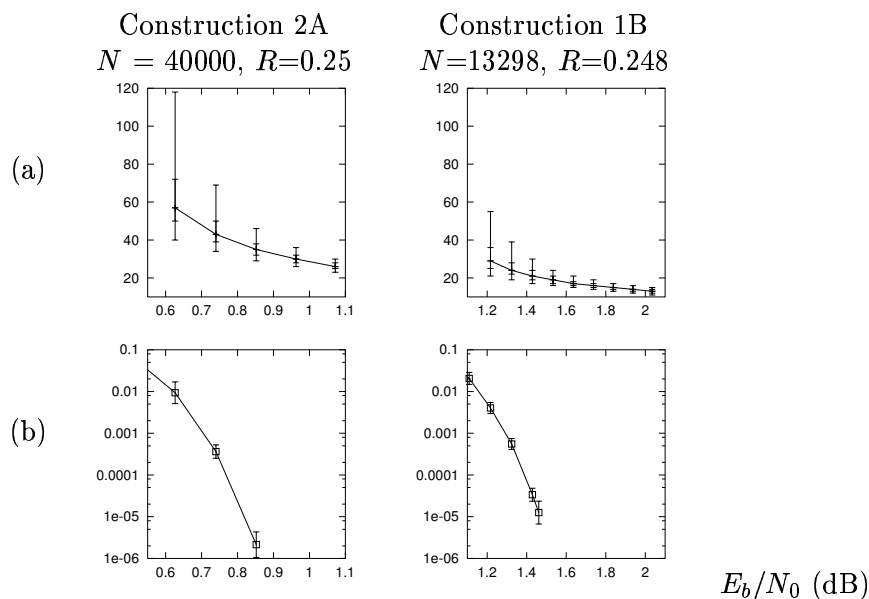 Construction 2A
N = 40000, R=0.25
Construction 1B
N=13298, R=0.248
(a)
120
100
80
60
40
20
0.6 0.7 0.8 0.9 1 1.1
120
100
80
60
40
20
1.2 1.4 1.6 1.8 2
(b)
0.1
0.01
0.001
0.0001
1e-05
1e-06
0.6 0.7 0.8 0.9 1 1.1
0.1
0.01
0.001
0.0001
1e-05
1e-06
1.2 1.4 1.6 1.8 2
E_b/N_0 (dB)